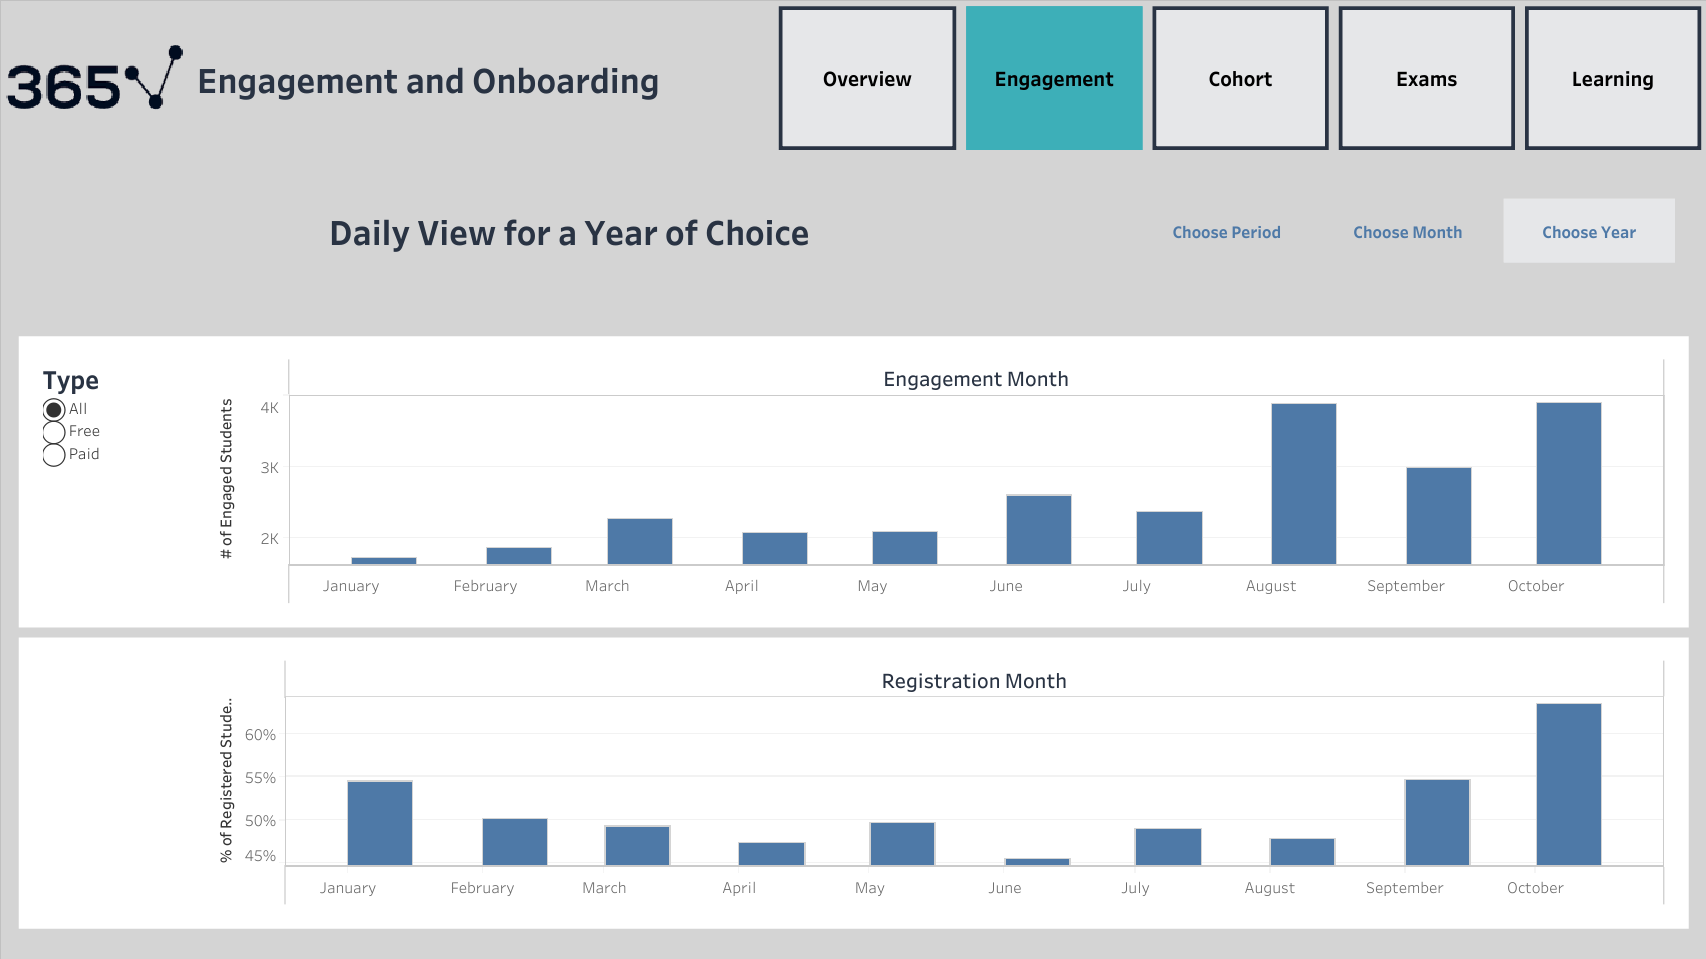 365 Engagement and Onboarding
Overview
Engagement
Cohort
Exams
Learning
Daily View for a Year of Choice
Choose Period
Choose Month
Choose Year
Type
All
Free
Paid
Engagement Month
# of Engaged Students
4K
3K
2K
January February March April May June July August September October
Registration Month
% of Registered Stude..
60%
55%
50%
45%
January February March April May June July August September October